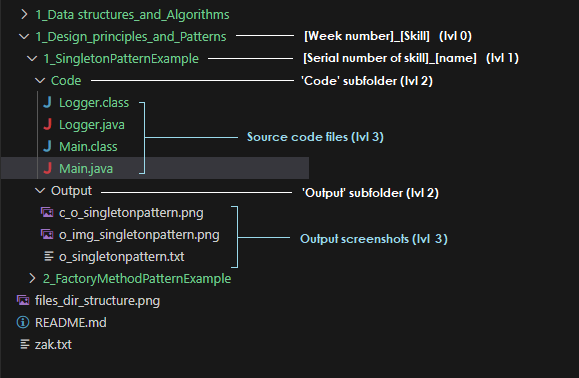 1_Data structures_and_Algorithms
1_Design_principles_and_Patterns [Week number]_[Skill] (lvl 0)
1_SingletonPatternExample [Serial number of skill]_[name] (lvl 1)
Code 'Code' subfolder (lvl 2)
Logger.class
Logger.java
Source code files (lvl 3)
Main.class
Main.java
Output 'Output' subfolder (lvl 2)
c_o_singletonpattern.png
o_img_singletonpattern.png Output screenshots (lvl 3)
o_singletonpattern.txt
2_FactoryMethodPatternExample
files_dir_structure.png
README.md
zak.txt